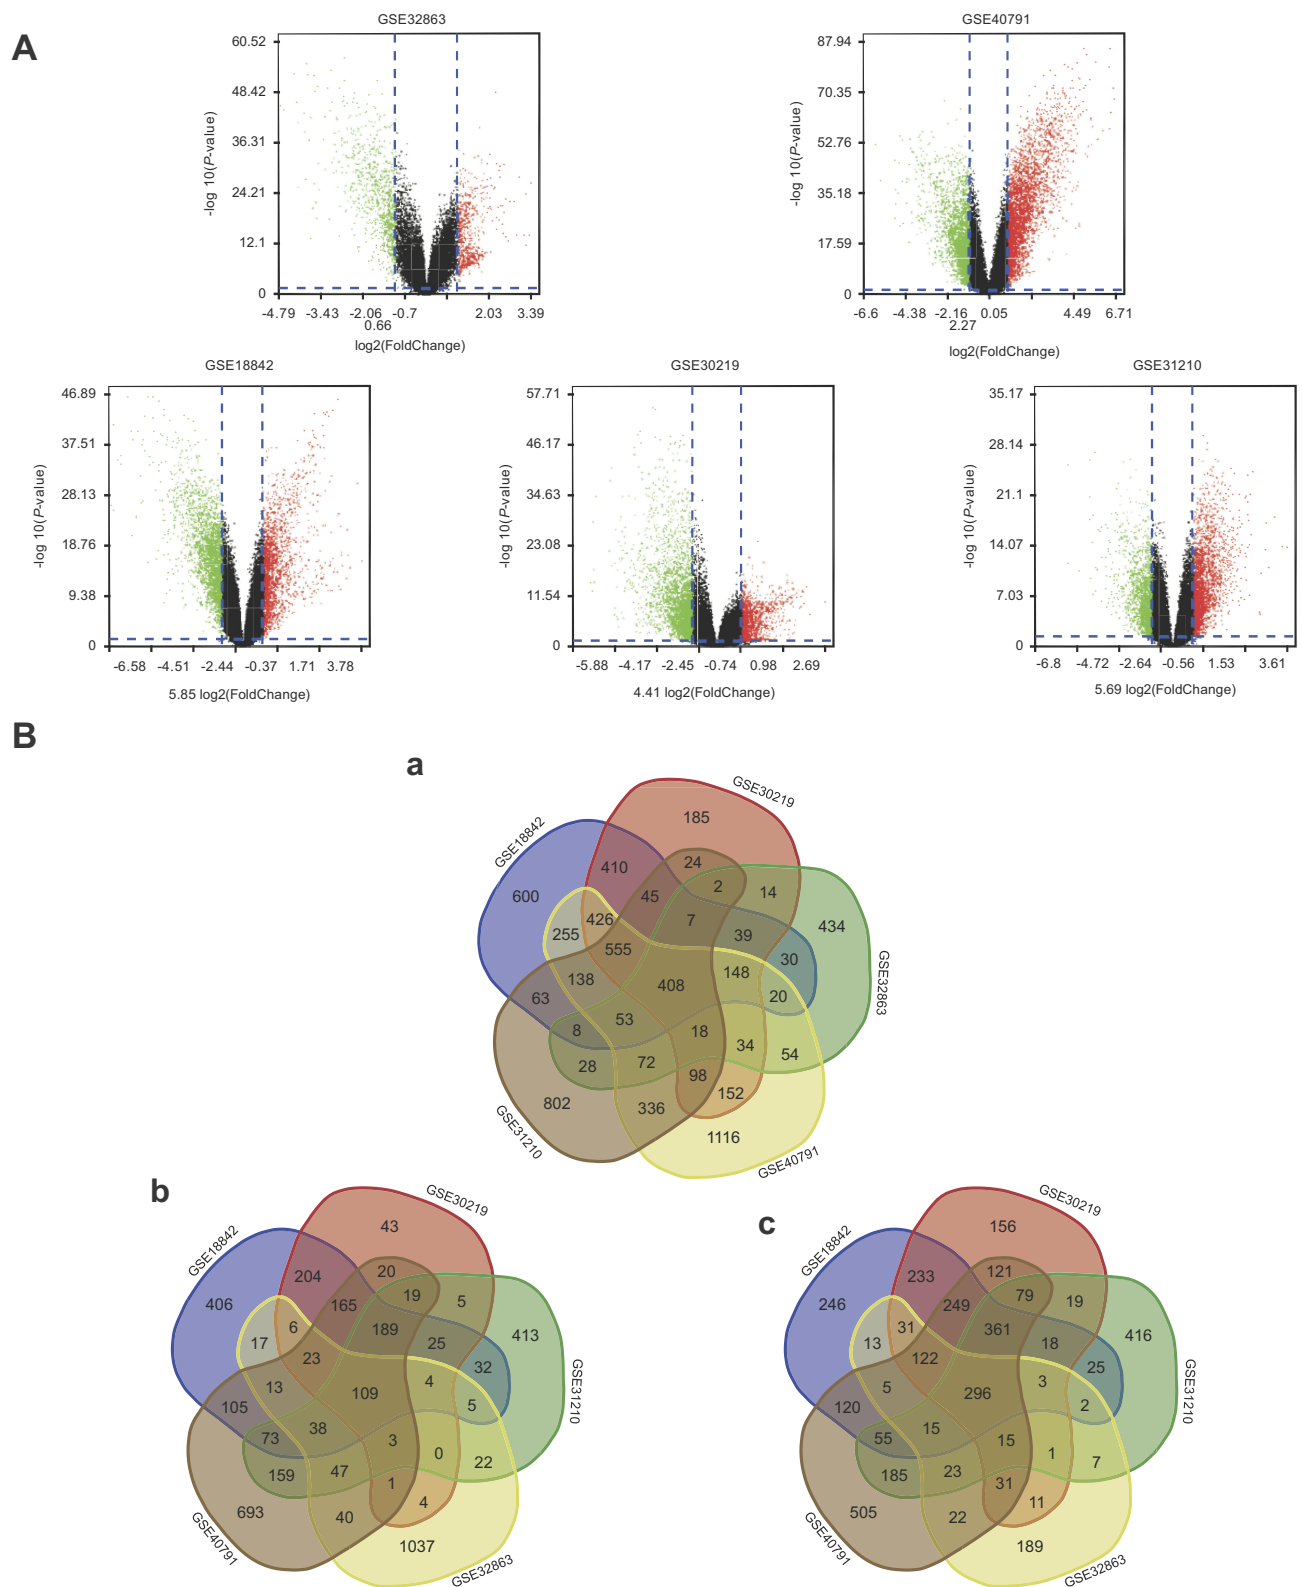 A
GSE32863
60.52
48.42
36.31
24.21
12.1
0
-log 10(P-value)
-4.79 -3.43 -2.06 -0.7 2.03 3.39
0.66
log2(FoldChange)
GSE40791
87.94
70.35
52.76
35.18
17.59
0
-log 10(P-value)
-6.6 -4.38 -2.16 0.05 4.49 6.71
2.27
log2(FoldChange)
GSE18842
46.89
37.51
28.13
18.76
9.38
0
-log 10(P-value)
-6.58 -4.51 -2.44 -0.37 1.71 3.78
5.85 log2(FoldChange)
GSE30219
57.71
46.17
34.63
23.08
11.54
0
-log 10(P-value)
-5.88 -4.17 -2.45 -0.74 0.98 2.69
4.41 log2(FoldChange)
GSE31210
35.17
28.14
21.1
14.07
7.03
0
-log 10(P-value)
-6.8 -4.72 -2.64 -0.56 1.53 3.61
5.69 log2(FoldChange)
B
a
GSE30219
GSE18842
GSE32863
GSE31210
GSE40791
185
410 24
600 45 2 14
426 7 434
255 555 39
30
138 408 148
63 20
53
8 18
34 54
28 72
98
802 336 152
1116
b
GSE30219
GSE18842
GSE31210
GSE40791
GSE32863
43
204 20
406 165 19 5
6 189 413
17 23 25
32
13 109 4
105 5
38
73 3
0 22
159 47
1
693 40 4
1037
c
GSE30219
GSE18842
GSE31210
GSE40791
GSE32863
156
233 121
246 249 79 19
31 361 416
13 122 18
25
5 296 3
120 2
15
55 15
1 7
185 23
31
505 22 11
189